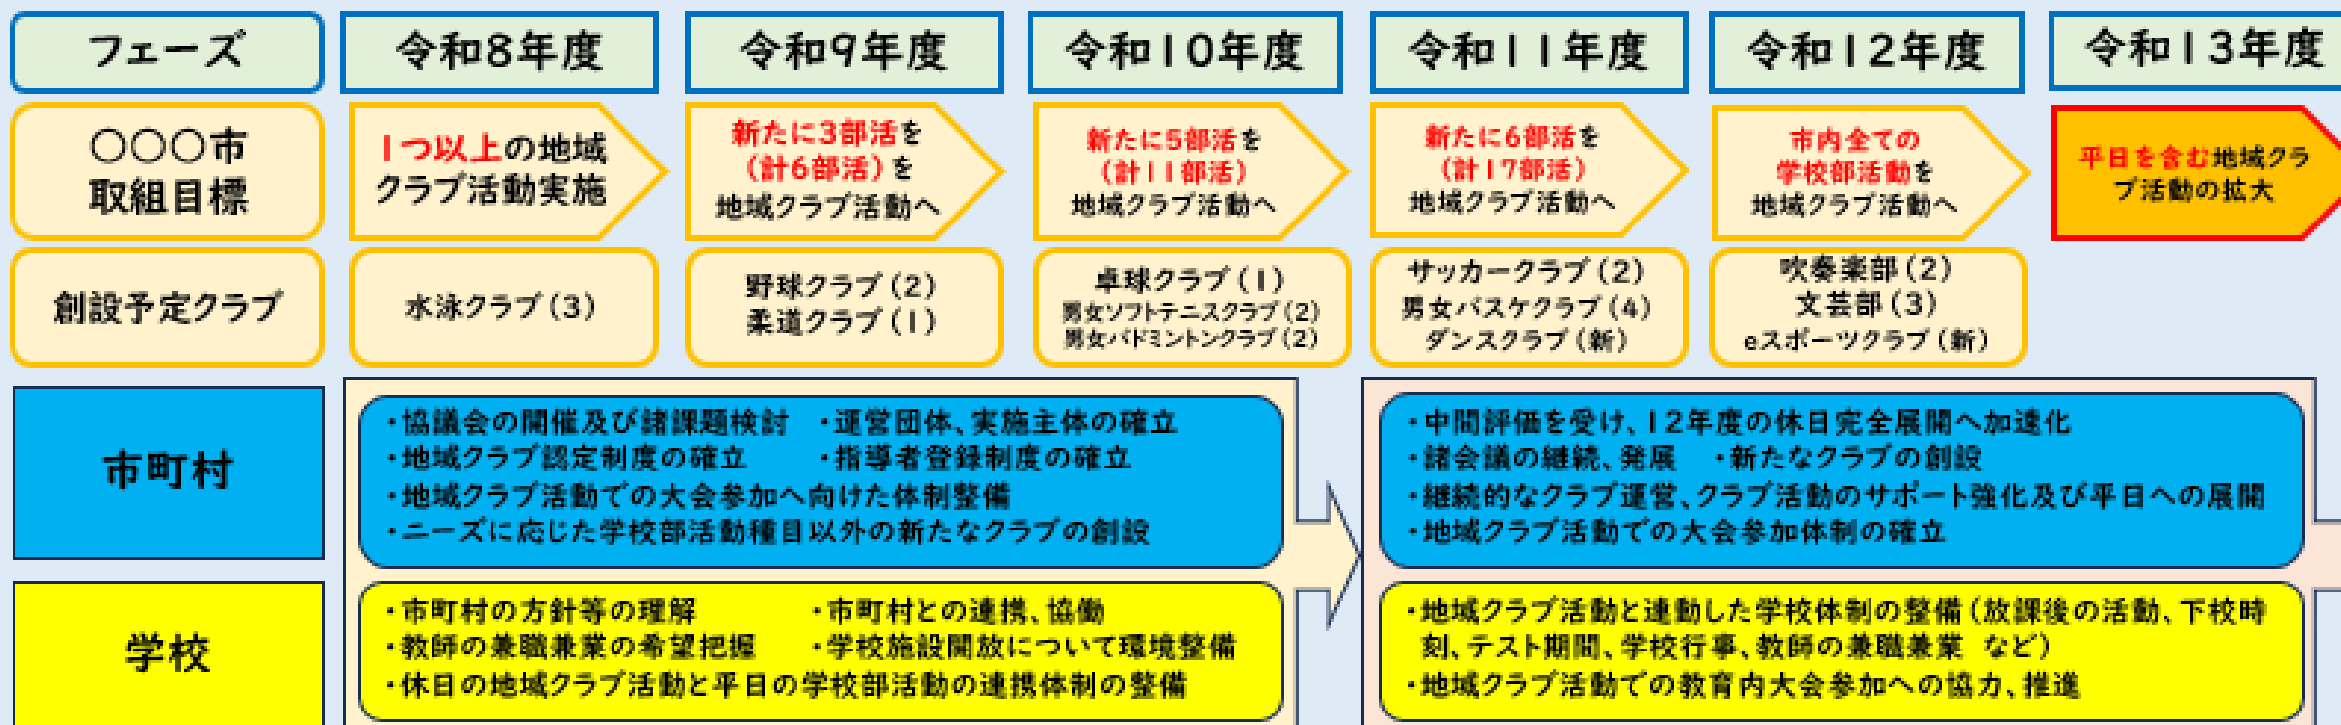 フェーズ
令和8年度
令和9年度
令和10年度
令和11年度
令和12年度
令和13年度
〇〇〇市
取組目標
1つ以上の地域
クラブ活動実施
新たに3部活を
(計6部活)を
地域クラブ活動へ
新たに5部活を
(計11部活)
地域クラブ活動へ
新たに6部活を
(計17部活)
地域クラブ活動へ
市内全ての
学校部活動を
地域クラブ活動へ
平日を含む地域クラ
ブ活動の拡大
創設予定クラブ
水泳クラブ(3)
野球クラブ(2)
柔道クラブ(1)
卓球クラブ(1)
男女ソフトテニスクラブ(2)
男女バドミントンクラブ(2)
サッカークラブ(2)
男女バスケクラブ(4)
ダンスクラブ(新)
吹奏楽部(2)
文芸部(3)
eスポーツクラブ(新)
市町村
・協議会の開催及び諸課題検討 ・運営団体、実施主体の確立
・地域クラブ認定制度の確立 ・指導者登録制度の確立
・地域クラブ活動での大会参加へ向けた体制整備
・ニーズに応じた学校部活動種目以外の新たなクラブの創設
・中間評価を受け、12年度の休日完全展開へ加速化
・諸会議の継続、発展 ・新たなクラブの創設
・継続的なクラブ運営、クラブ活動のサポート強化及び平日への展開
・地域クラブ活動での大会参加体制の確立
学校
・市町村の方針等の理解 ・市町村との連携、協働
・教師の兼職兼業の希望把握 ・学校施設開放について環境整備
・休日の地域クラブ活動と平日の学校部活動の連携体制の整備
・地域クラブ活動と連動した学校体制の整備(放課後の活動、下校時
刻、テスト期間、学校行事、教師の兼職兼業 など)
・地域クラブ活動での教育内大会参加への協力、推進